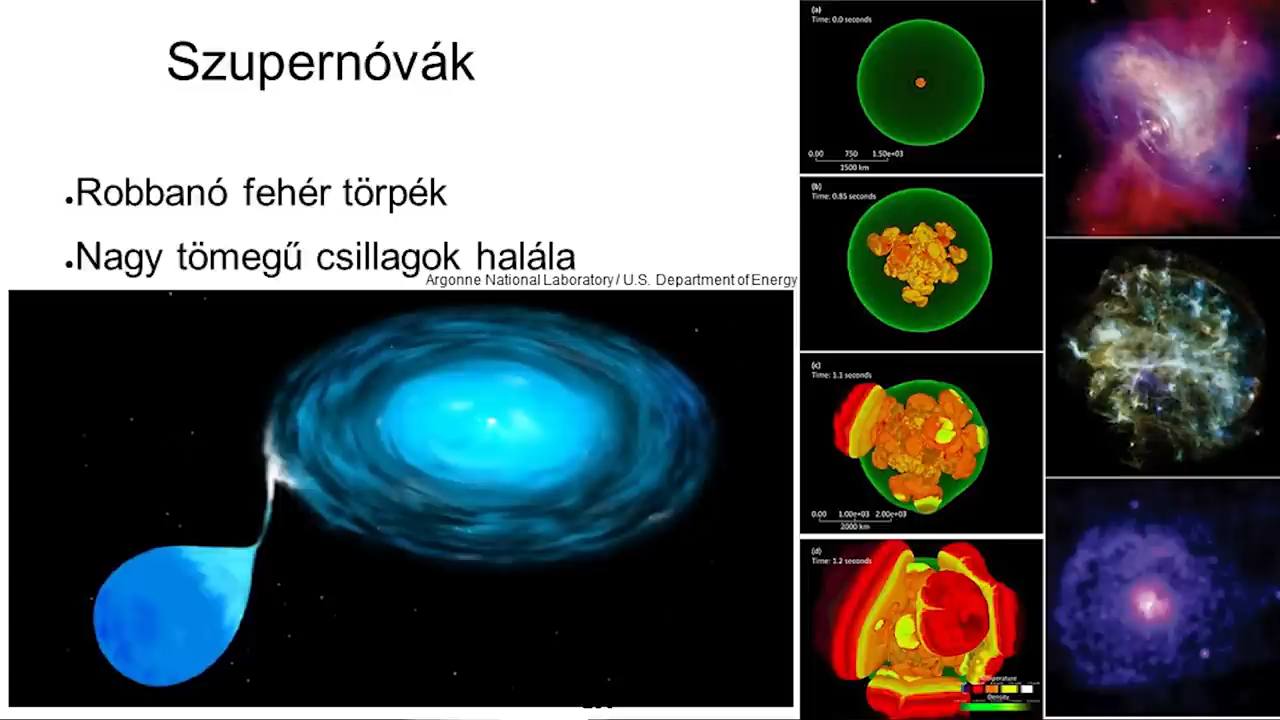 Szupernóvák
.Robbanó fehér törpék
.Nagy tömegű csillagok halála
Argonne National Laboratory / U.S. Department of Energy
(a)
Time: 0.0 seconds
0.00 750 1.50e+03
1500 km
(b)
Time: 0.85 seconds
(c)
Time: 1.1 seconds
0.00 1.00e+03 2.00e+03
2000 km
(d)
Time: 1.2 seconds
Temperature
Density